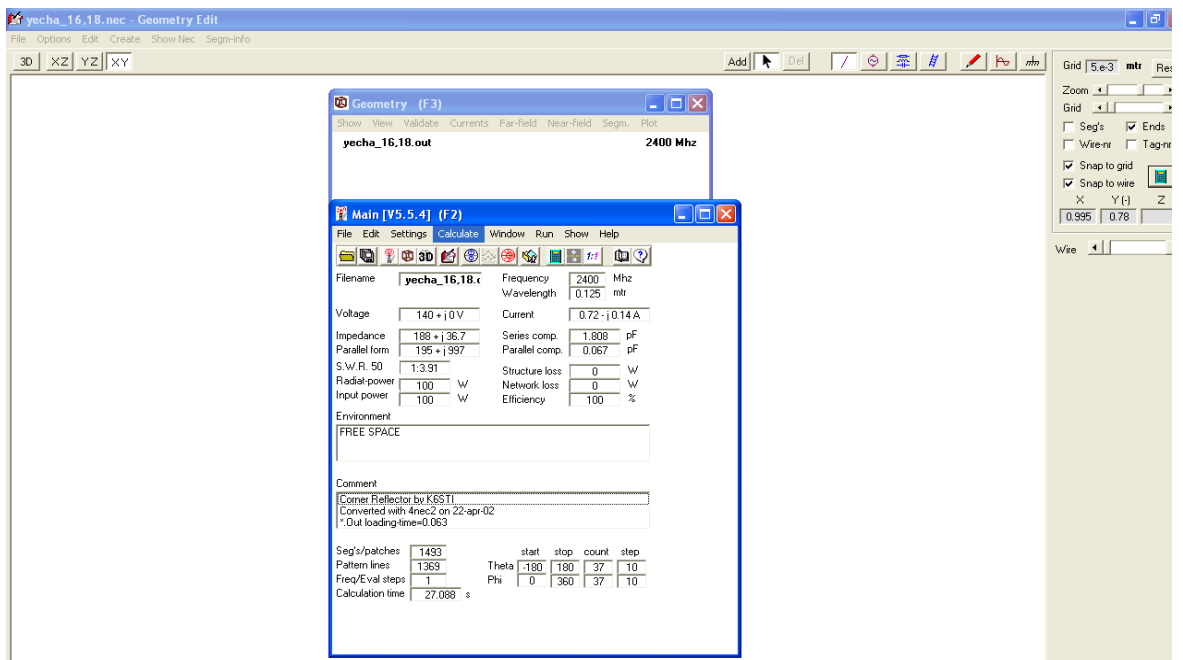 yecha_16,18.nec - Geometry Edit
File Options Edit Create Show Nec Segm-info
3D XZ YZ XY Add Del
Grid 5.e-3 mtr Res
Zoom
Grid
Seg's Ends
Wire-nr Tag-nr
Snap to grid
Snap to wire
X Y (-) Z
0.995 0.78
Wire
Geometry (F3)
Show View Validate Currents Far-field Near-field Segm. Plot
yecha_16,18.out 2400 Mhz
Main [V5.5.4] (F2)
File Edit Settings Calculate Window Run Show Help
3D 1:1
Filename yecha_16,18.c Frequency 2400 Mhz
Wavelength 0.125 mtr
Voltage 140 + j 0 V Current 0.72 - j 0.14 A
Impedance 188 + j 36.7 Series comp. 1.808 pF
Parallel form 195 + j 997 Parallel comp. 0.067 pF
S.W.R. 50 1:3.91 Structure loss 0 W
Radiat-power 100 W Network loss 0 W
Input power 100 W Efficiency 100 %
Environment
FREE SPACE
Comment
Corner Reflector by K6STI
Converted with 4nec2 on 22-apr-02
*.Out loading-time=0.063
Seg's/patches 1493 start stop count step
Pattern lines 1369 Theta -180 180 37 10
Freq/Eval steps 1 Phi 0 360 37 10
Calculation time 27.088 s